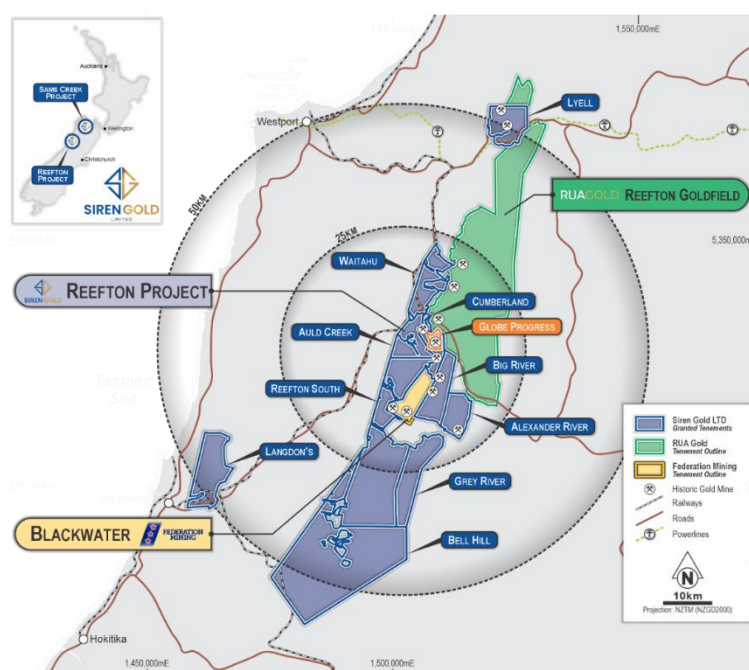 Auckland
SAMS CREEK
PROJECT
Wellington
Christchurch
REEFTON
PROJECT
SIREN GOLD
LIMITED
1,550,000mE
Westport
LYELL
50KM
RUAGOLD REEFTON GOLDFIELD
5,350,000mN
25KM
WAITAHU
SIREN GOLD REEFTON PROJECT
CUMBERLAND
GLOBE PROGRESS
AULD CREEK
BIG RIVER
Tasman
Sea
REEFTON SOUTH
ALEXANDER RIVER
LANGDON'S
GREY RIVER
BLACKWATER FEDERATION
MINING
BELL HILL
Siren Gold LTD
Granted Tenements
RUA Gold
Tenement Outline
Federation Mining
Tenement Outline
Historic Gold Mine
Railways
Roads
Powerlines
N
10km
Projection: NZTM (NZGD2000)
Hokitika
1,450,000mE
1,500,000mE